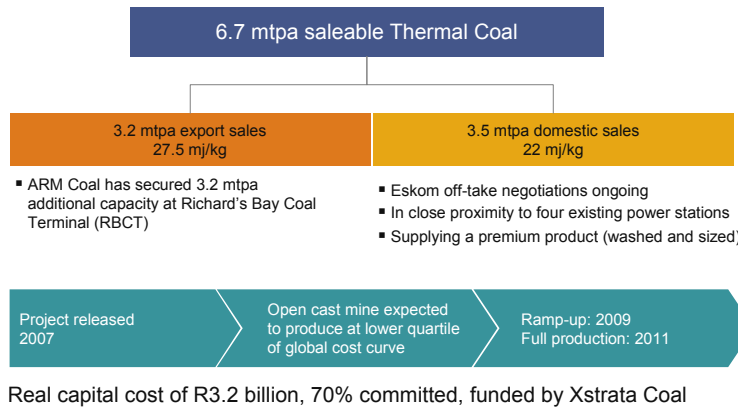 6.7 mtpa saleable Thermal Coal
3.2 mtpa export sales
27.5 mj/kg
3.5 mtpa domestic sales
22 mj/kg
▪ ARM Coal has secured 3.2 mtpa
additional capacity at Richard's Bay Coal
Terminal (RBCT)
▪ Eskom off-take negotiations ongoing
▪ In close proximity to four existing power stations
▪ Supplying a premium product (washed and sized)
Project released
2007
Open cast mine expected
to produce at lower quartile
of global cost curve
Ramp-up: 2009
Full production: 2011
Real capital cost of R3.2 billion, 70% committed, funded by Xstrata Coal